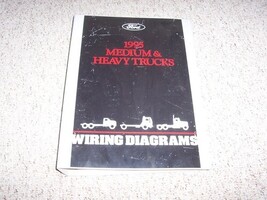 Ford
1995
MEDIUM &
HEAVY TRUCKS
WIRING DIAGRAMS